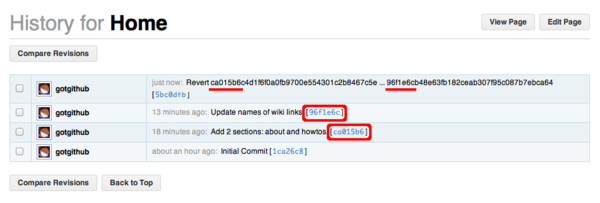 History for Home
View Page
Edit Page
Compare Revisions
gotgithub
just now: Revert ca015b6c4d1f6f0a0fb9700e554301c2b8467c5e ... 96f1e6cb48e63fb182ceab307f95c087b7ebca64
[5bc0dfb]
gotgithub
13 minutes ago: Update names of wiki links [96f1e6c]
gotgithub
18 minutes ago: Add 2 sections: about and howtos [ca015b6]
gotgithub
about an hour ago: Initial Commit [1ca26c8]
Compare Revisions
Back to Top